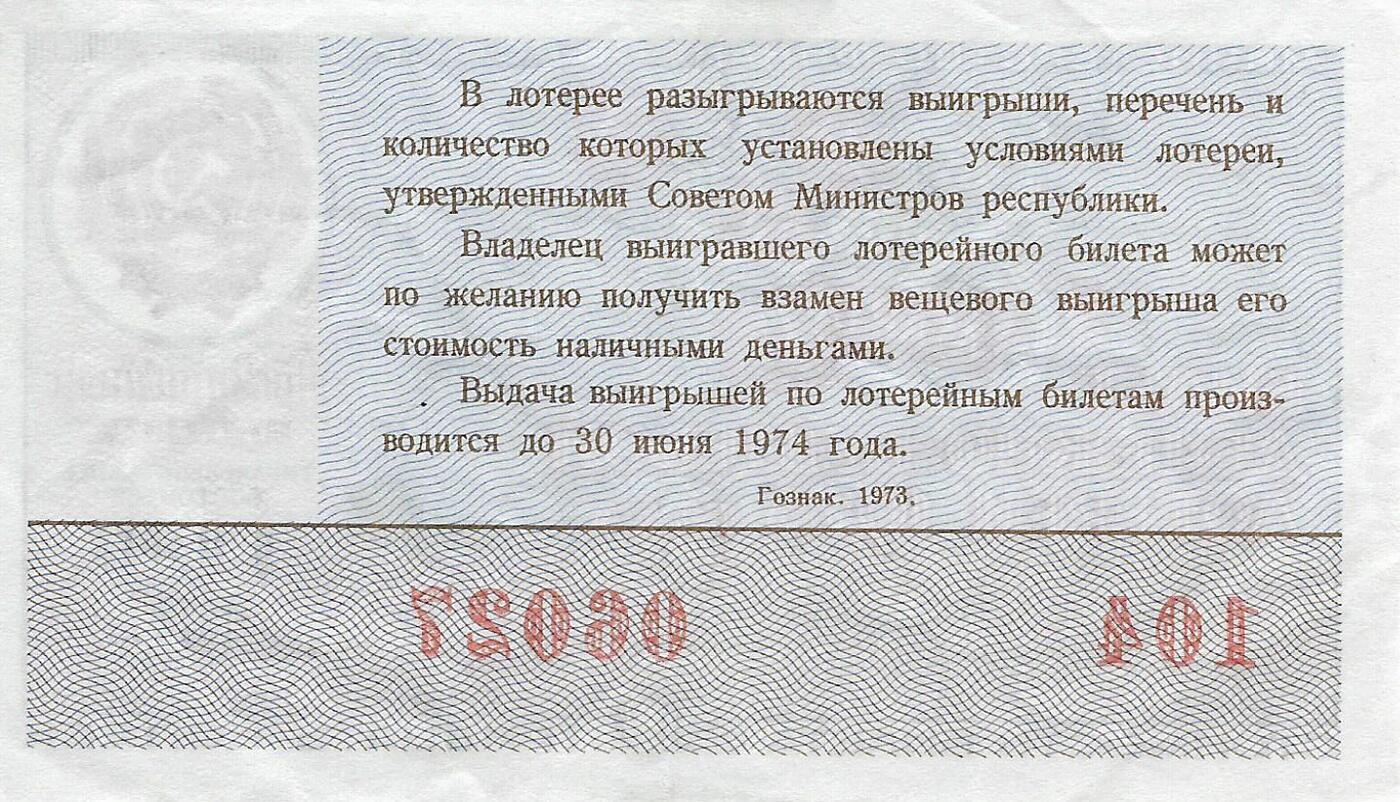 В лотерее разыгрываются выигрыши, перечень и
количество которых установлены условиями лотереи,
утвержденными Советом Министров республики.
Владелец выигравшего лотерейного билета может
по желанию получить взамен вещевого выигрыша его
стоимость наличными деньгами.
Выдача выигрышей по лотерейным билетам произ-
водится до 30 июня 1974 года.
Гознак. 1973.
06027 104